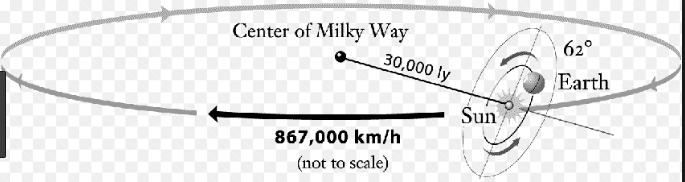 Center of Milky Way
30,000 ly
62°
Earth
Sun
867,000 km/h
(not to scale)